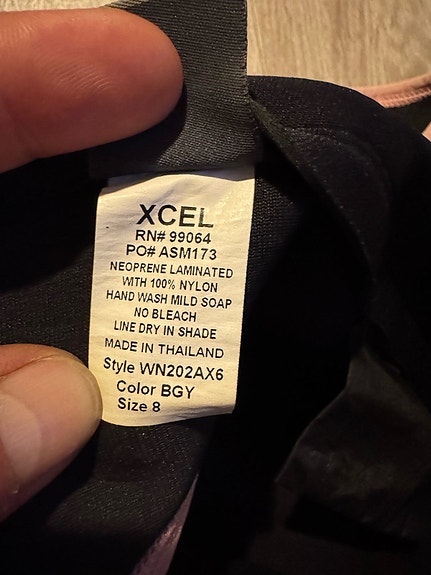 XCEL
RN# 99064
PO# ASM173
NEOPRENE LAMINATED
WITH 100% NYLON
HAND WASH MILD SOAP
NO BLEACH
LINE DRY IN SHADE
MADE IN THAILAND
Style WN202AX6
Color BGY
Size 8